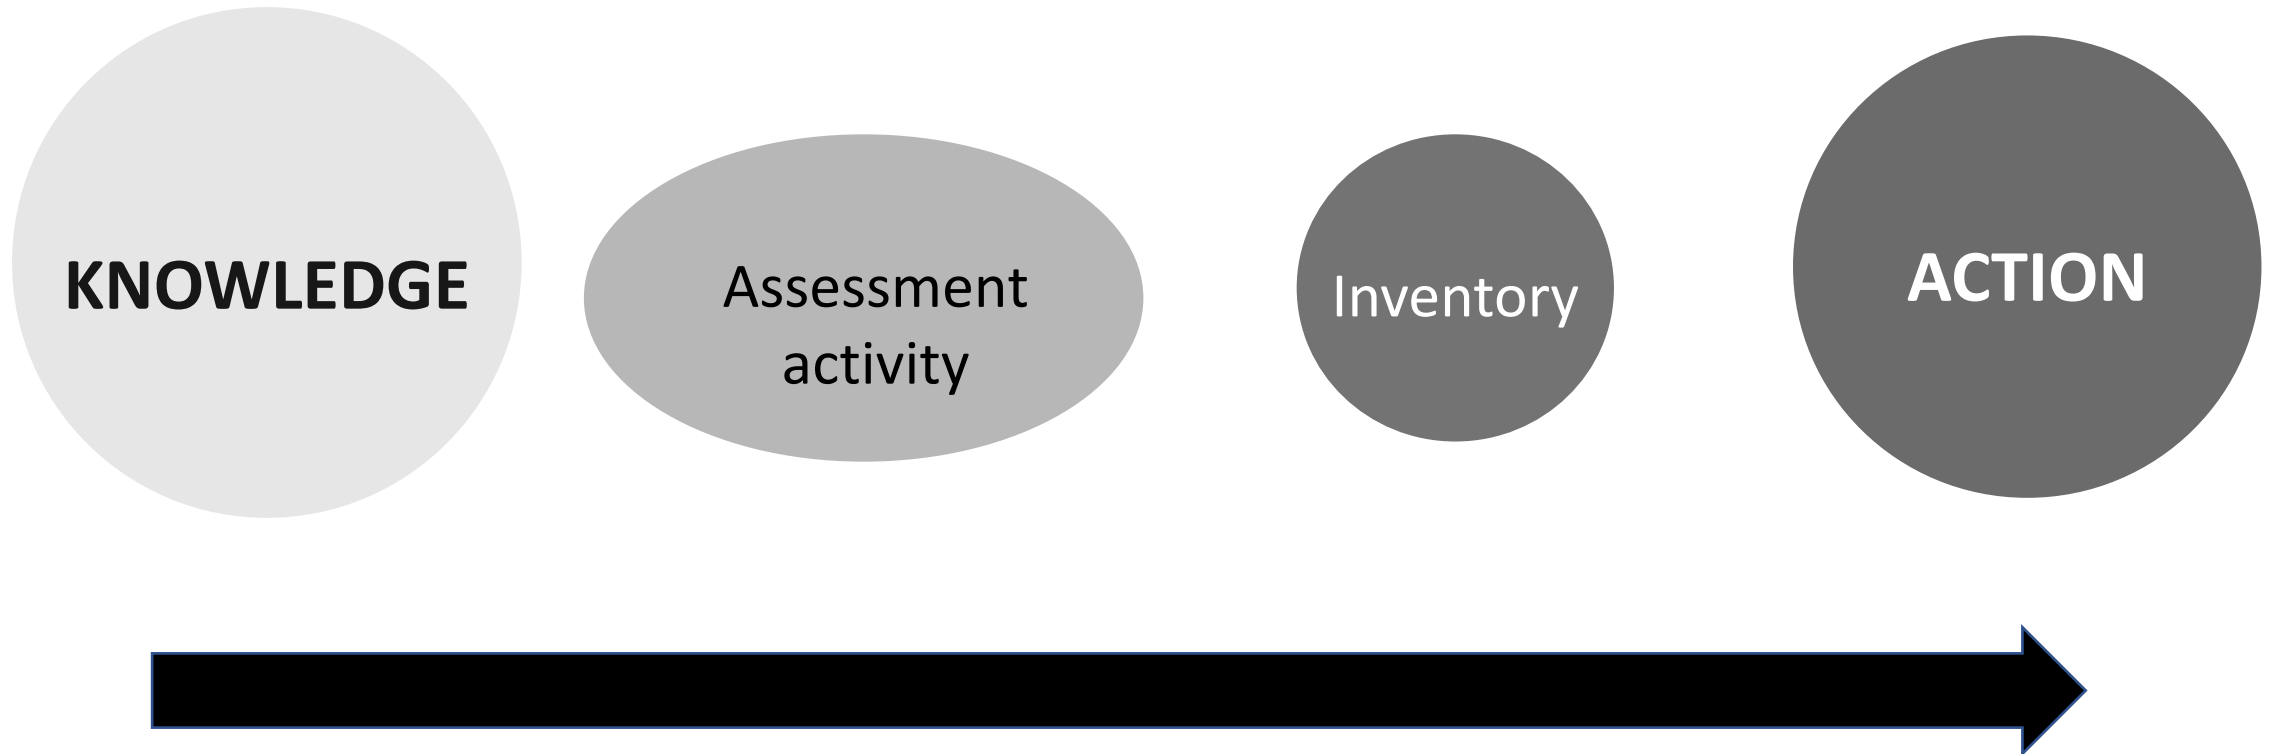 KNOWLEDGE
Assessment
activity
Inventory
ACTION